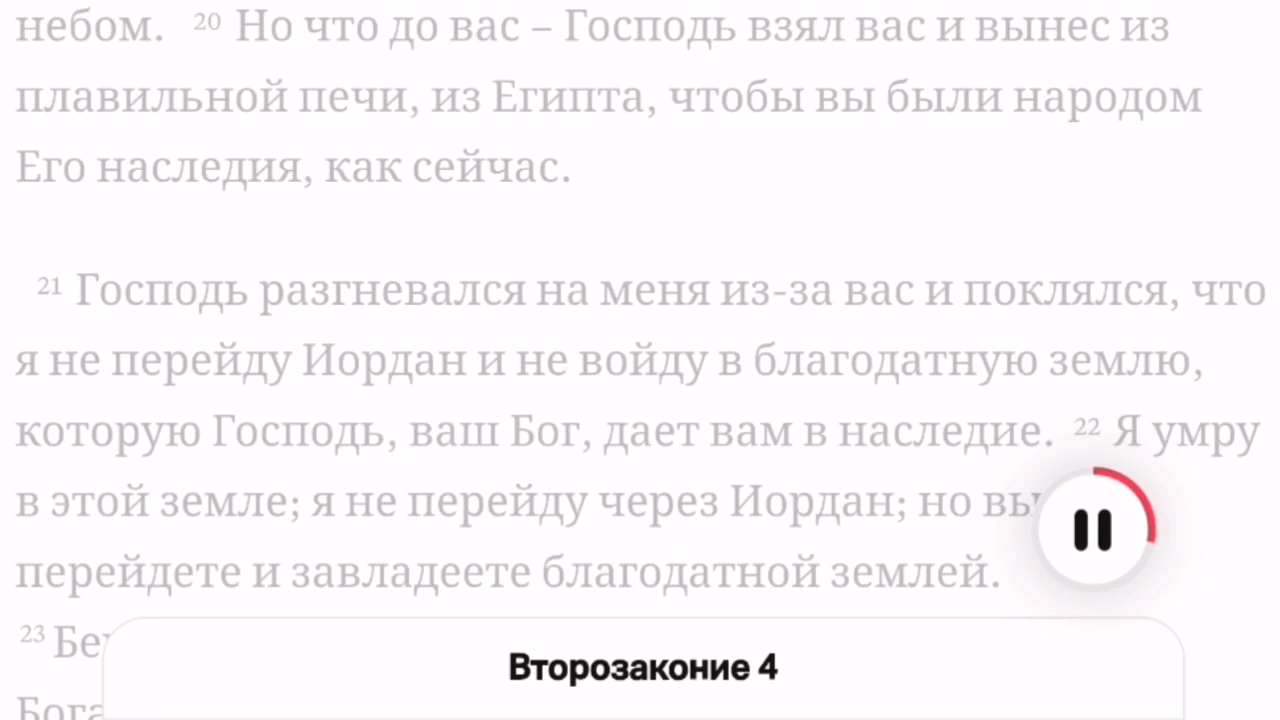 небом. 20 Но что до вас – Господь взял вас и вынес из
плавильной печи, из Египта, чтобы вы были народом
Его наследия, как сейчас.
21 Господь разгневался на меня из-за вас и поклялся, что
я не перейду Иордан и не войду в благодатную землю,
которую Господь, ваш Бог, дает вам в наследие. 22 Я умру
в этой земле; я не перейду через Иордан; но вы
перейдете и завладеете благодатной землей.
23
Второзаконие 4